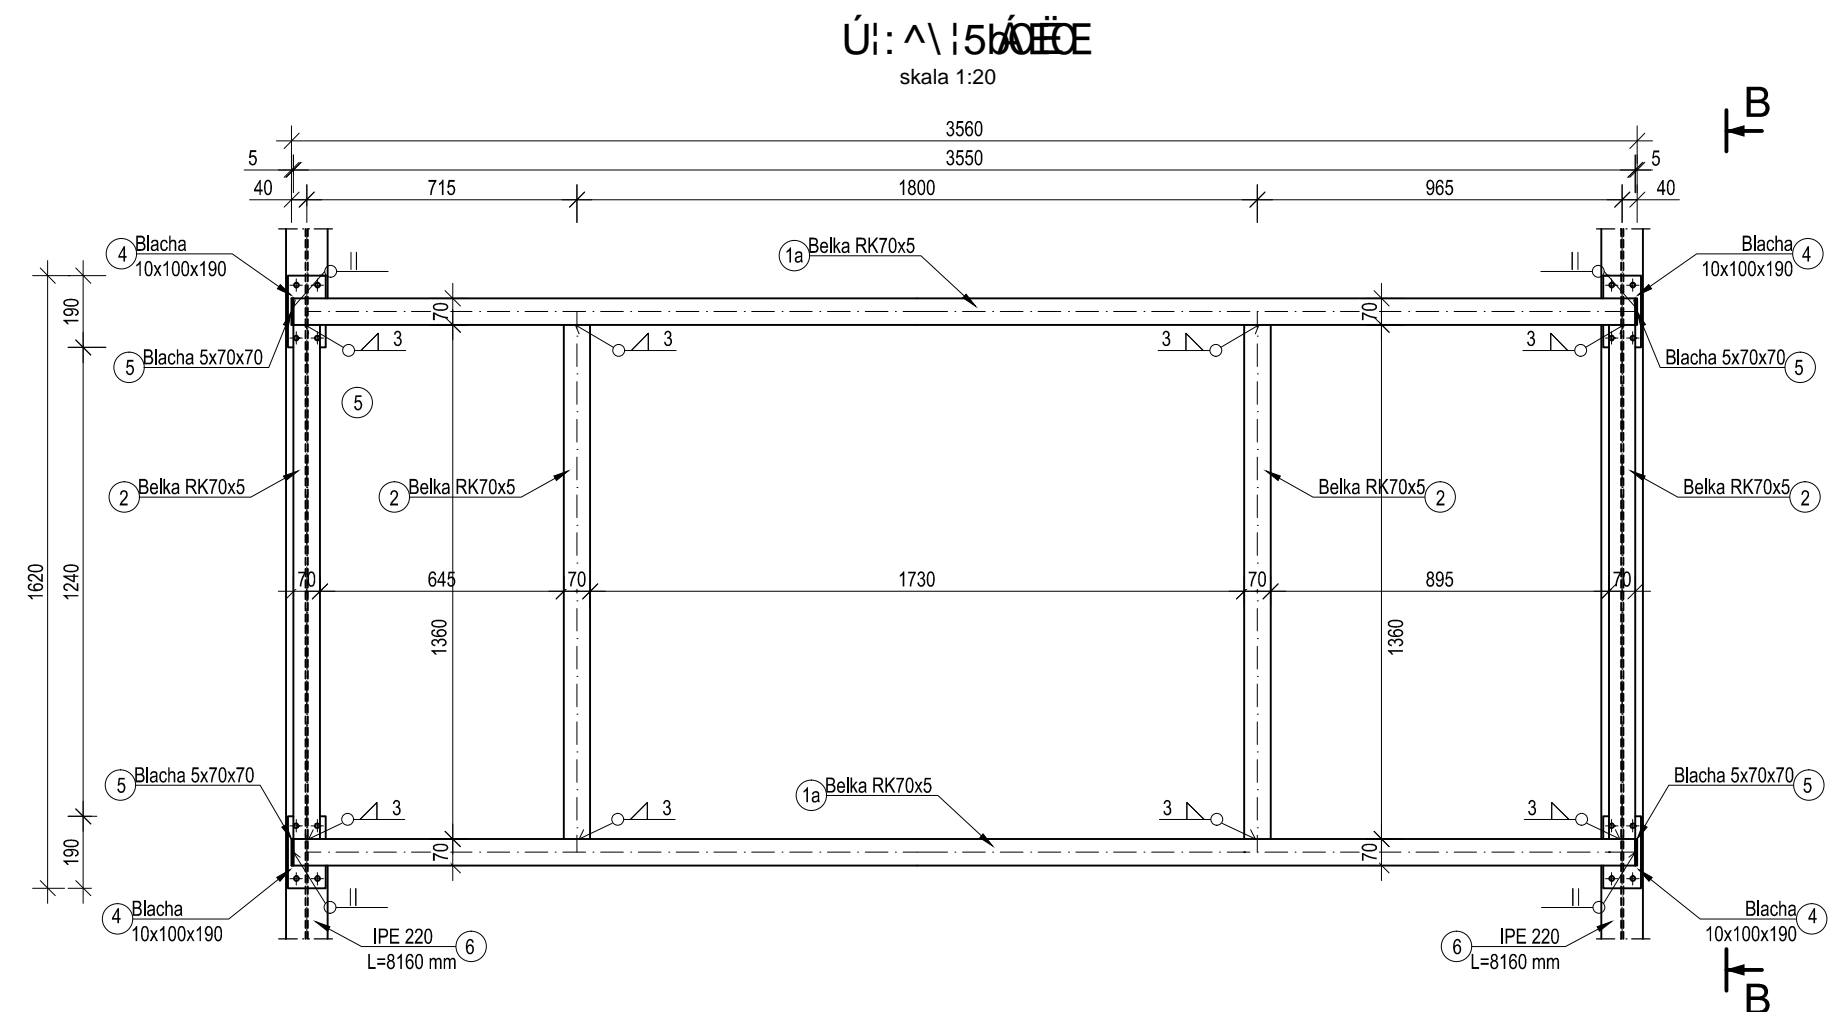 skala 1:20
B
3560
5 3550 5
40 715 1800 965 40
4 Blacha
10x100x190
||
1a Belka RK70x5
||
Blacha 4
10x100x190
190
70
70
3
3
3
3
5 Blacha 5x70x70
Blacha 5x70x70 5
5
2 Belka RK70x5
2 Belka RK70x5
Belka RK70x5 2
Belka RK70x5 2
1620
1240
70 645 70 1730 70 895 70
1360
1360
5 Blacha 5x70x70
1a Belka RK70x5
Blacha 5x70x70 5
3
3
3
3
190
70
70
4 Blacha
10x100x190
||
||
Blacha 4
10x100x190
IPE 220 6
L=8160 mm
6 IPE 220
L=8160 mm
B